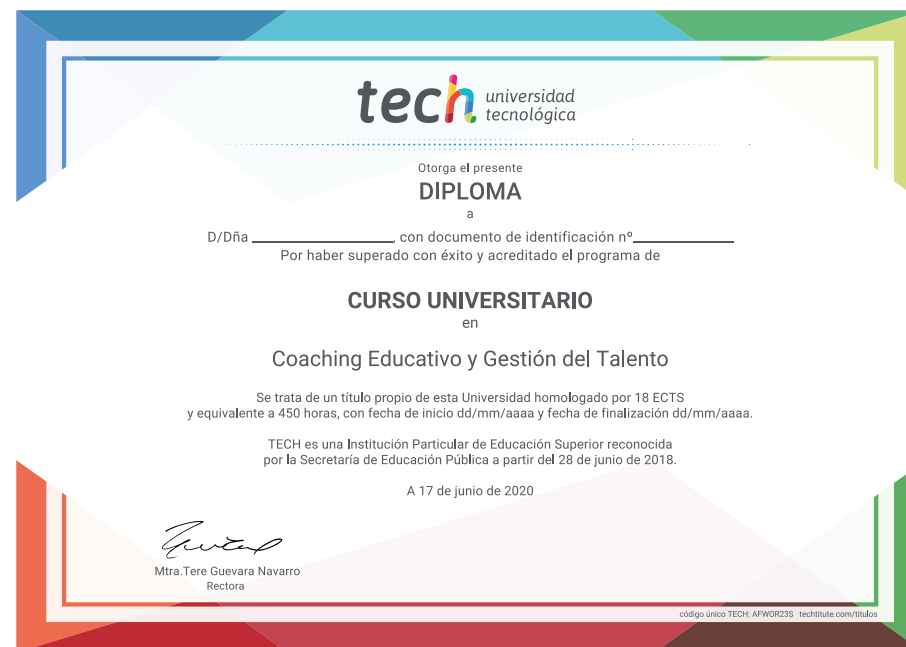 tech universidad
tecnológica
Otorga el presente
DIPLOMA
a
D/Dña ____________________, con documento de identificación nº______________
Por haber superado con éxito y acreditado el programa de
CURSO UNIVERSITARIO
en
Coaching Educativo y Gestión del Talento
Se trata de un título propio de esta Universidad homologado por 18 ECTS
y equivalente a 450 horas, con fecha de inicio dd/mm/aaaa y fecha de finalización dd/mm/aaaa.
TECH es una Institución Particular de Educación Superior reconocida
por la Secretaría de Educación Pública a partir del 28 de junio de 2018.
A 17 de junio de 2020
Mtra.Tere Guevara Navarro
Rectora
código único TECH: AFWOR23S techtitute.com/titulos